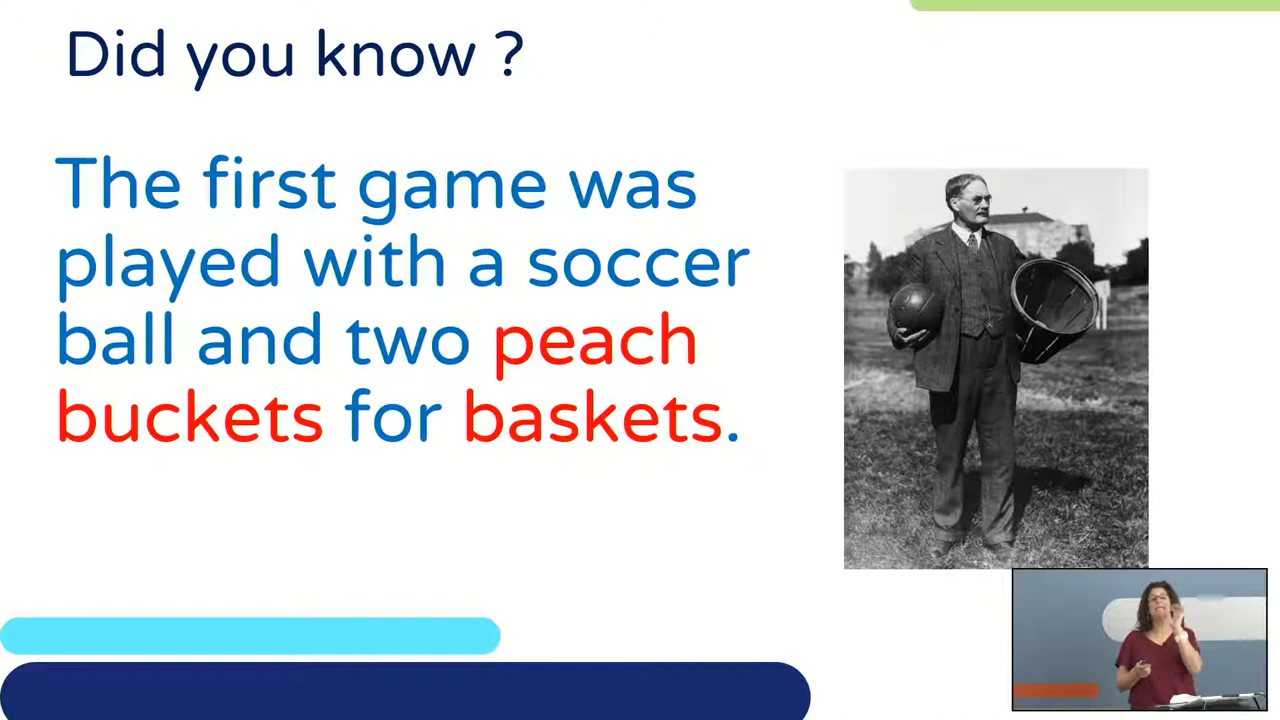 Did you know ?
The first game was
played with a soccer
ball and two peach
buckets for baskets.